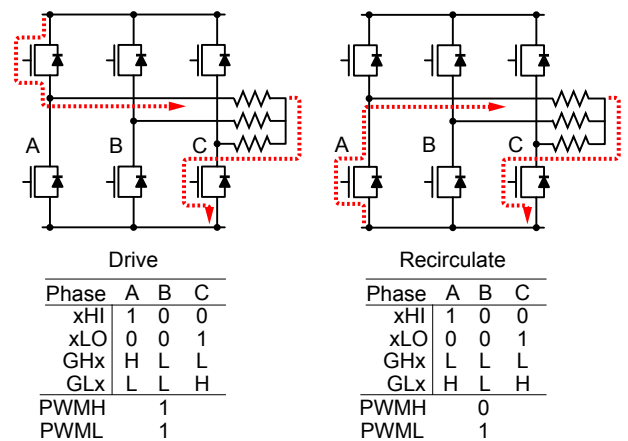 A B C
A B C
Drive
Phase A B C
xHI 1 0 0
xLO 0 0 1
GHx H L L
GLx L L H
PWMH 1
PWML 1
Recirculate
Phase A B C
xHI 1 0 0
xLO 0 0 1
GHx L L L
GLx H L H
PWMH 0
PWML 1